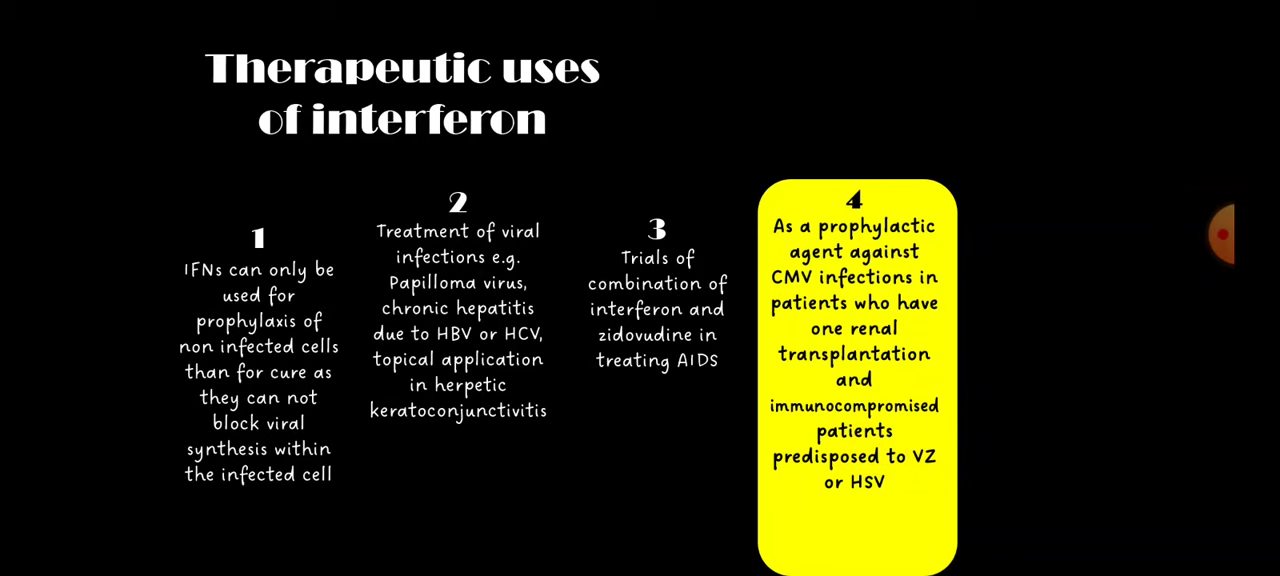 Therapeutic uses
of interferon
1
IFNs can only be
used for
prophylaxis of
non infected cells
than for cure as
they can not
block viral
synthesis within
the infected cell
2
Treatment of viral
infections e.g.
Papilloma virus,
chronic hepatitis
due to HBV or HCV,
topical application
in herpetic
keratoconjunctivitis
3
Trials of
combination of
interferon and
zidovudine in
treating AIDS
4
As a prophylactic
agent against
CMV infections in
patients who have
one renal
transplantation
and
immunocompromised
patients
predisposed to VZ
or HSV